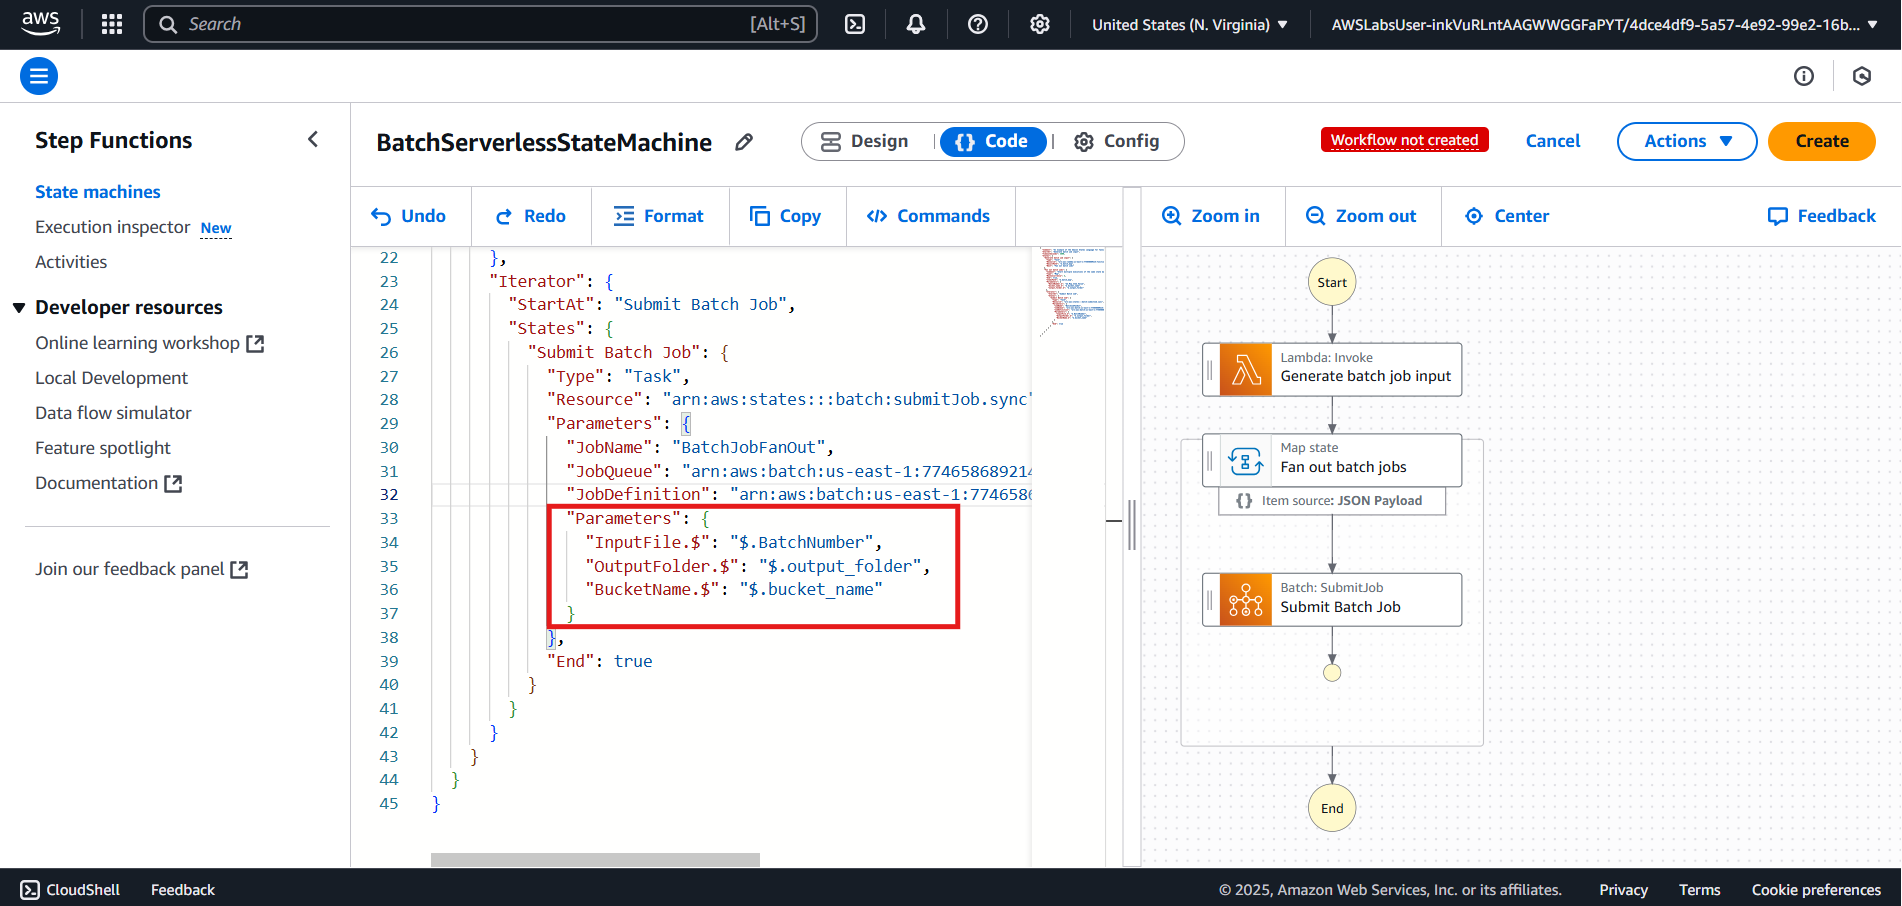 aws
Search
[Alt+S]
United States (N. Virginia)
AWSLabsUser-inkVuRLntAAGWWGGFaPYT/4dce4df9-5a57-4e92-99e2-16b...
Step Functions
State machines
Execution inspector New
Activities
Developer resources
Online learning workshop
Local Development
Data flow simulator
Feature spotlight
Documentation
Join our feedback panel
BatchServerlessStateMachine
Design
{} Code
Config
Workflow not created
Cancel
Actions
Create
Undo
Redo
Format
Copy
Commands
22 },
23 "Iterator": {
24 "StartAt": "Submit Batch Job",
25 "States": {
26 "Submit Batch Job": {
27 "Type": "Task",
28 "Resource": "arn:aws:states:::batch:submitJob.sync"
29 "Parameters": {
30 "JobName": "BatchJobFanOut",
31 "JobQueue": "arn:aws:batch:us-east-1:774658689214
32 "JobDefinition": "arn:aws:batch:us-east-1:7746586
33 "Parameters": {
34 "InputFile.$": "$.BatchNumber",
35 "OutputFolder.$": "$.output_folder",
36 "BucketName.$": "$.bucket_name"
37 }
38 },
39 "End": true
40 }
41 }
42 }
43 }
44 }
45 }
Zoom in
Zoom out
Center
Feedback
Start
Lambda: Invoke
Generate batch job input
Map state
Fan out batch jobs
{} Item source: JSON Payload
Batch: SubmitJob
Submit Batch Job
End
CloudShell
Feedback
© 2025, Amazon Web Services, Inc. or its affiliates.
Privacy
Terms
Cookie preferences